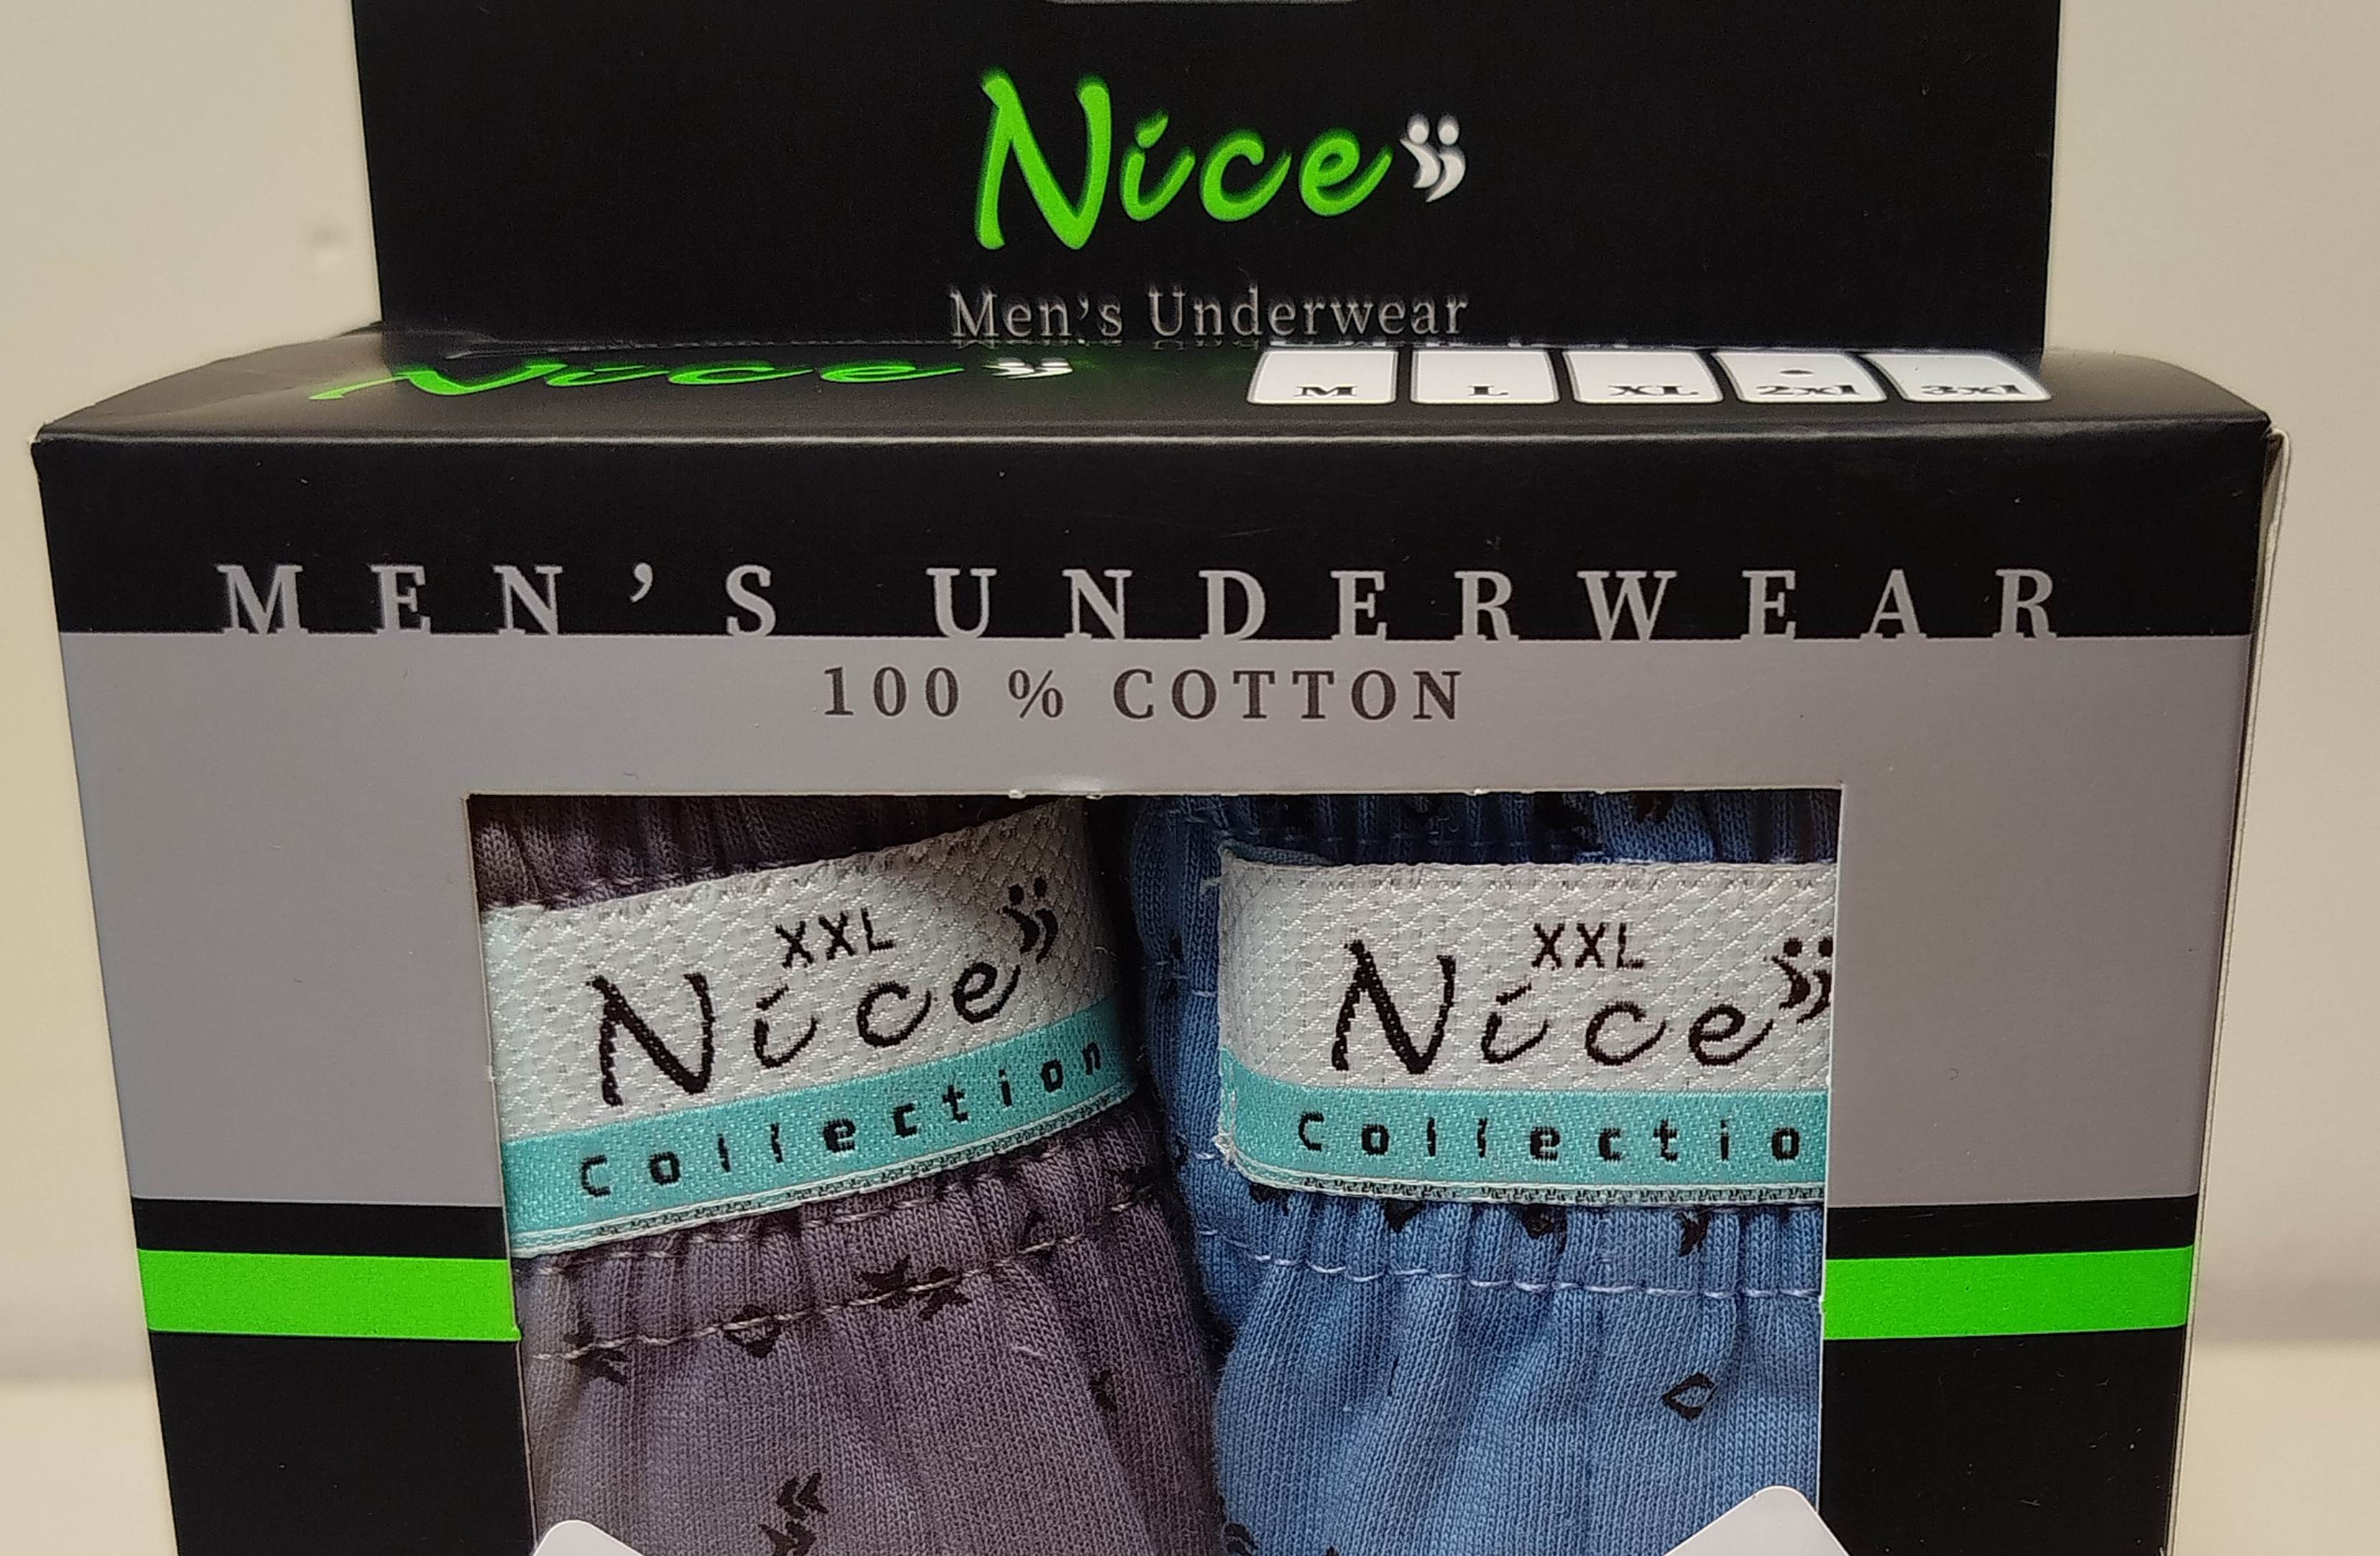 Nice
Men's Underwear
Nice
M L XL 2xl 3xl
MEN'S UNDERWEAR
100 % COTTON
XXL
Nice
Collection
XXL
Nice
Collectio